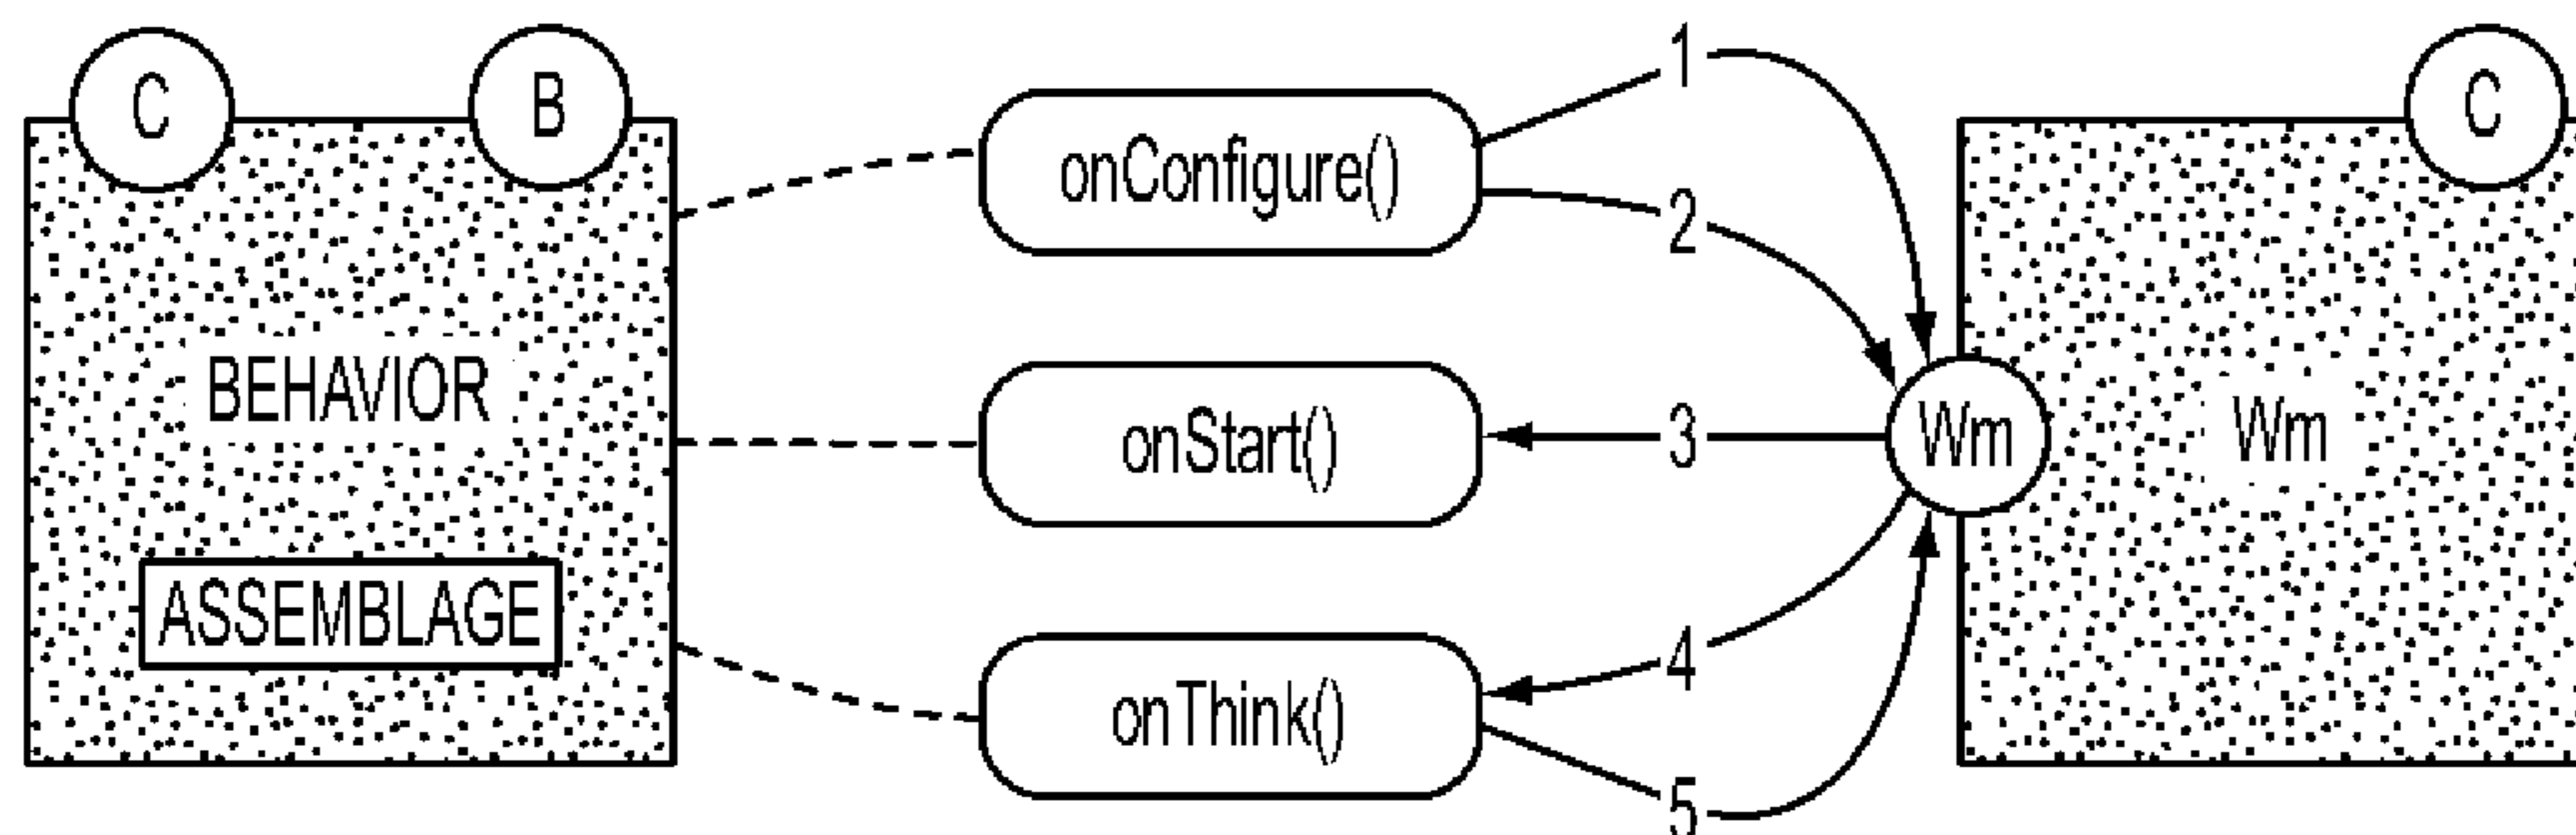 C
B
BEHAVIOR
ASSEMBLAGE
onConfigure()
onStart()
onThink()
1
2
3
4
5
Wm
C
Wm